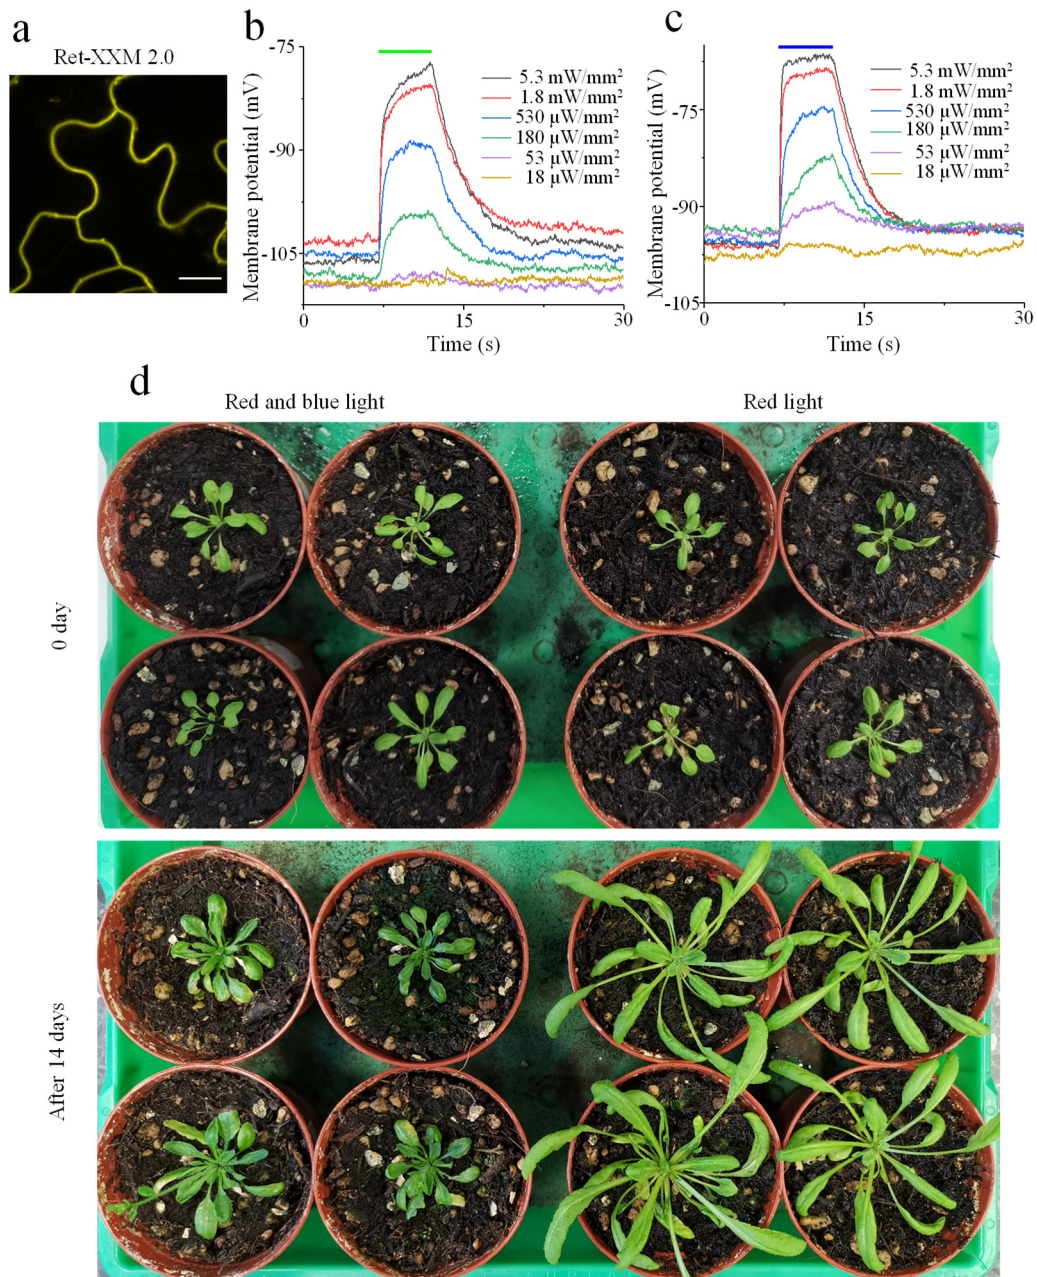 a
Ret-XXM 2.0
b
-75
-90
-105
Membrane potential (mV)
5.3 mW/mm²
1.8 mW/mm²
530 µW/mm²
180 µW/mm²
53 µW/mm²
18 µW/mm²
0
15
30
Time (s)
c
-75
-90
-105
Membrane potential (mV)
5.3 mW/mm²
1.8 mW/mm²
530 µW/mm²
180 µW/mm²
53 µW/mm²
18 µW/mm²
0
15
30
Time (s)
d
Red and blue light
Red light
0 day
After 14 days